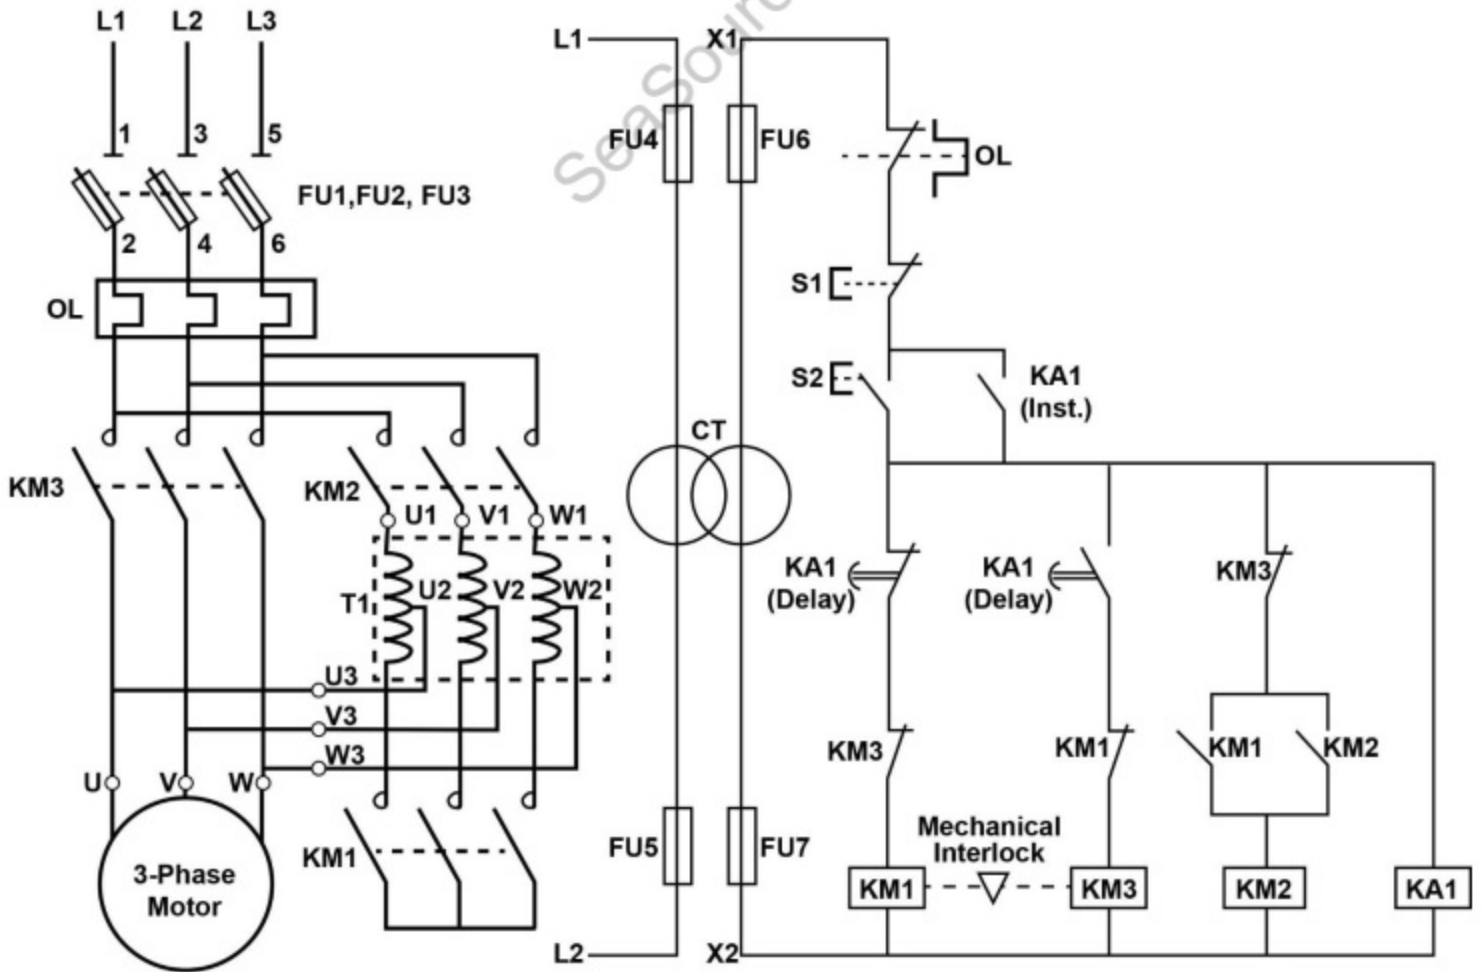 L1 L2 L3
1 3 5
FU1,FU2, FU3
2 4 6
OL
KM3
KM2
U1 V1 W1
T1
U2 V2 W2
U3
V3
W3
U V W
KM1
3-Phase
Motor
L1 X1
FU4 FU6
CT
FU5 FU7
L2 X2
OL
S1
S2
KA1
(Inst.)
KA1
(Delay)
KA1
(Delay)
KM3
KM3
KM1
KM1
KM2
Mechanical
Interlock
KM1
KM3
KM2
KA1